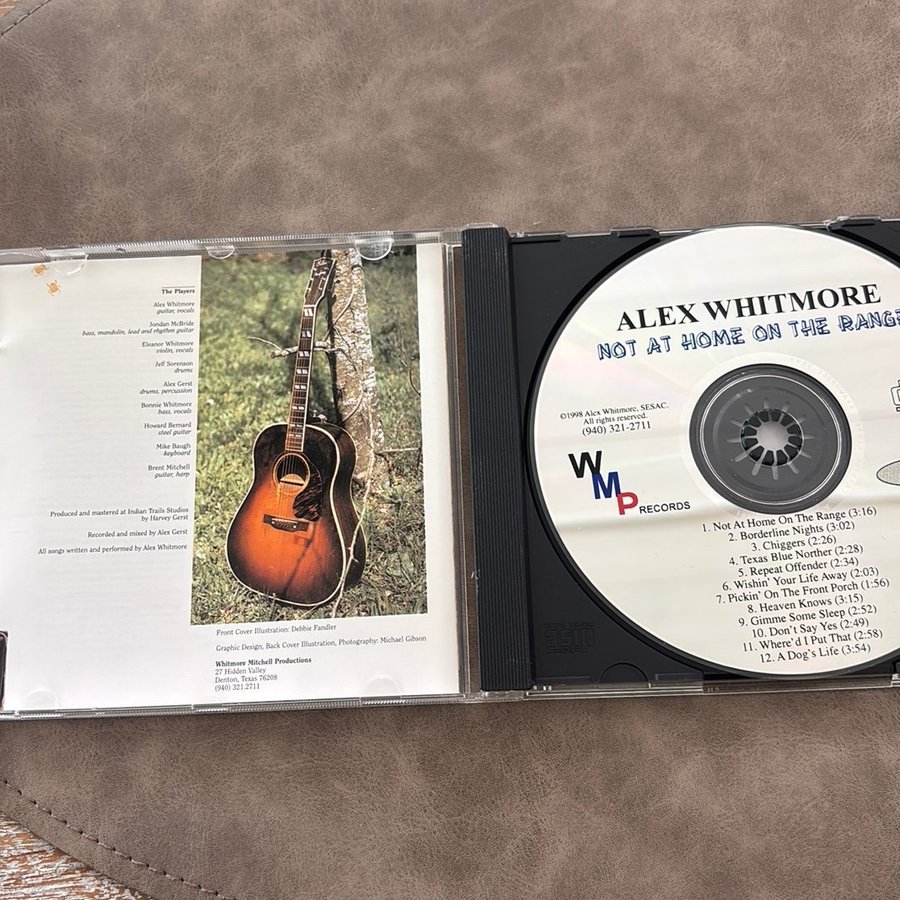 The Players
Alex Whitmore
guitar, vocals
Jordan McBride
bass, mandolin, lead and rhythm guitar
Eleanor Whitmore
violin, vocals
Jeff Sorenson
drums
Alex Gerst
drums, percussion
Bonnie Whitmore
bass, vocals
Howard Bernard
steel guitar
Mike Baugh
keyboard
Brent Mitchell
guitar, harp
Produced and mastered at Indian Trails Studios
by Harvey Gerst
Recorded and mixed by Alex Gerst
All songs written and performed by Alex Whitmore
Front Cover Illustration: Debbie Fandler
Graphic Design, Back Cover Illustration, Photography: Michael Gibson
Whitmore Mitchell Productions
27 Hidden Valley
Denton, Texas 76208
(940) 321.2711
ALEX WHITMORE
NOT AT HOME ON THE RANGE
©1998 Alex Whitmore, SESAC.
All rights reserved.
(940) 321-2711
WMP RECORDS
1. Not At Home On The Range (3:16)
2. Borderline Nights (3:02)
3. Chiggers (2:26)
4. Texas Blue Norther (2:28)
5. Repeat Offender (2:34)
6. Wishin' Your Life Away (2:03)
7. Pickin' On The Front Porch (1:56)
8. Heaven Knows (3:15)
9. Gimme Some Sleep (2:52)
10. Don't Say Yes (2:49)
11. Where'd I Put That (2:58)
12. A Dog's Life (3:54)